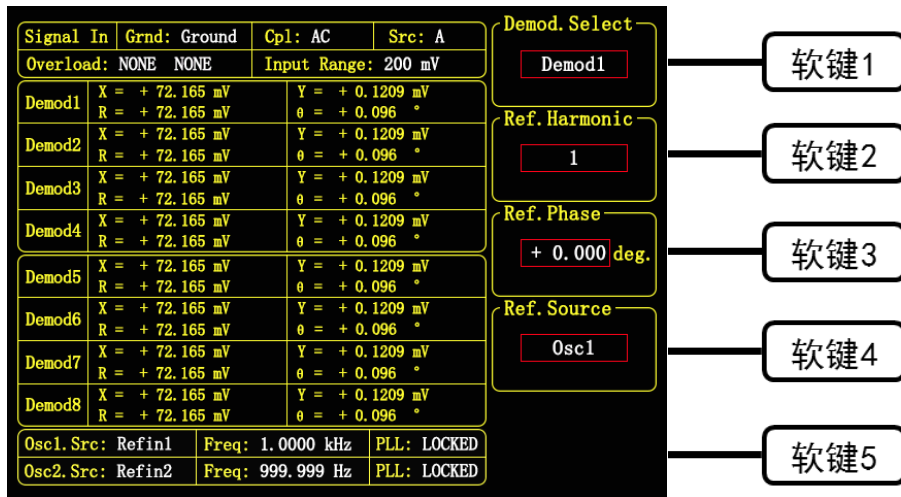 Signal In Grnd: Ground Cpl: AC Src: A
Overload: NONE NONE Input Range: 200 mV
Demod1 X = + 72.165 mV Y = + 0.1209 mV
R = + 72.165 mV θ = + 0.096 °
Demod2 X = + 72.165 mV Y = + 0.1209 mV
R = + 72.165 mV θ = + 0.096 °
Demod3 X = + 72.165 mV Y = + 0.1209 mV
R = + 72.165 mV θ = + 0.096 °
Demod4 X = + 72.165 mV Y = + 0.1209 mV
R = + 72.165 mV θ = + 0.096 °
Demod5 X = + 72.165 mV Y = + 0.1209 mV
R = + 72.165 mV θ = + 0.096 °
Demod6 X = + 72.165 mV Y = + 0.1209 mV
R = + 72.165 mV θ = + 0.096 °
Demod7 X = + 72.165 mV Y = + 0.1209 mV
R = + 72.165 mV θ = + 0.096 °
Demod8 X = + 72.165 mV Y = + 0.1209 mV
R = + 72.165 mV θ = + 0.096 °
Osc1.Src: Refin1 Freq: 1.0000 kHz PLL: LOCKED
Osc2.Src: Refin2 Freq: 999.999 Hz PLL: LOCKED
Demod.Select
Demod1
Ref.Harmonic
1
Ref.Phase
+ 0.000 deg.
Ref.Source
Osc1
软键1
软键2
软键3
软键4
软键5